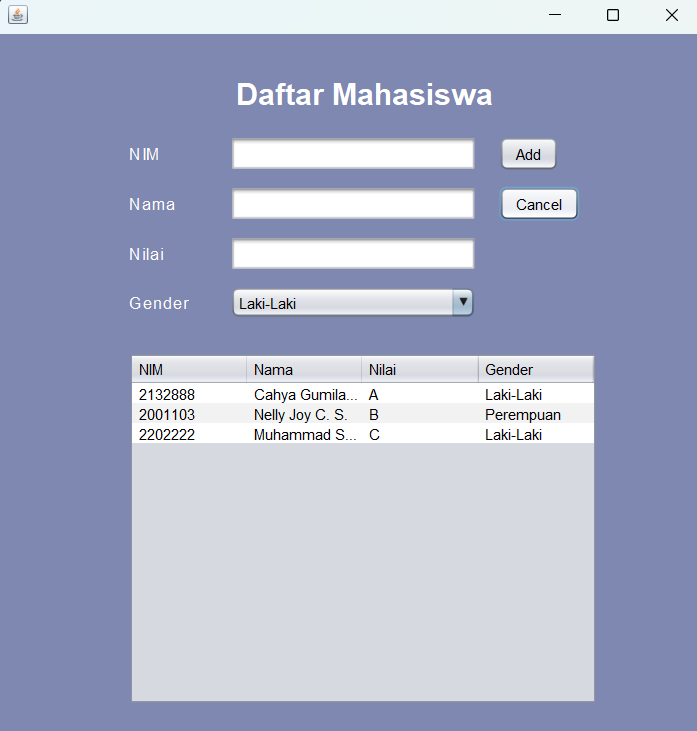 Daftar Mahasiswa
NIM Add
Nama Cancel
Nilai
Gender Laki-Laki
NIM Nama Nilai Gender
2132888 Cahya Gumila... A Laki-Laki
2001103 Nelly Joy C. S. B Perempuan
2202222 Muhammad S... C Laki-Laki